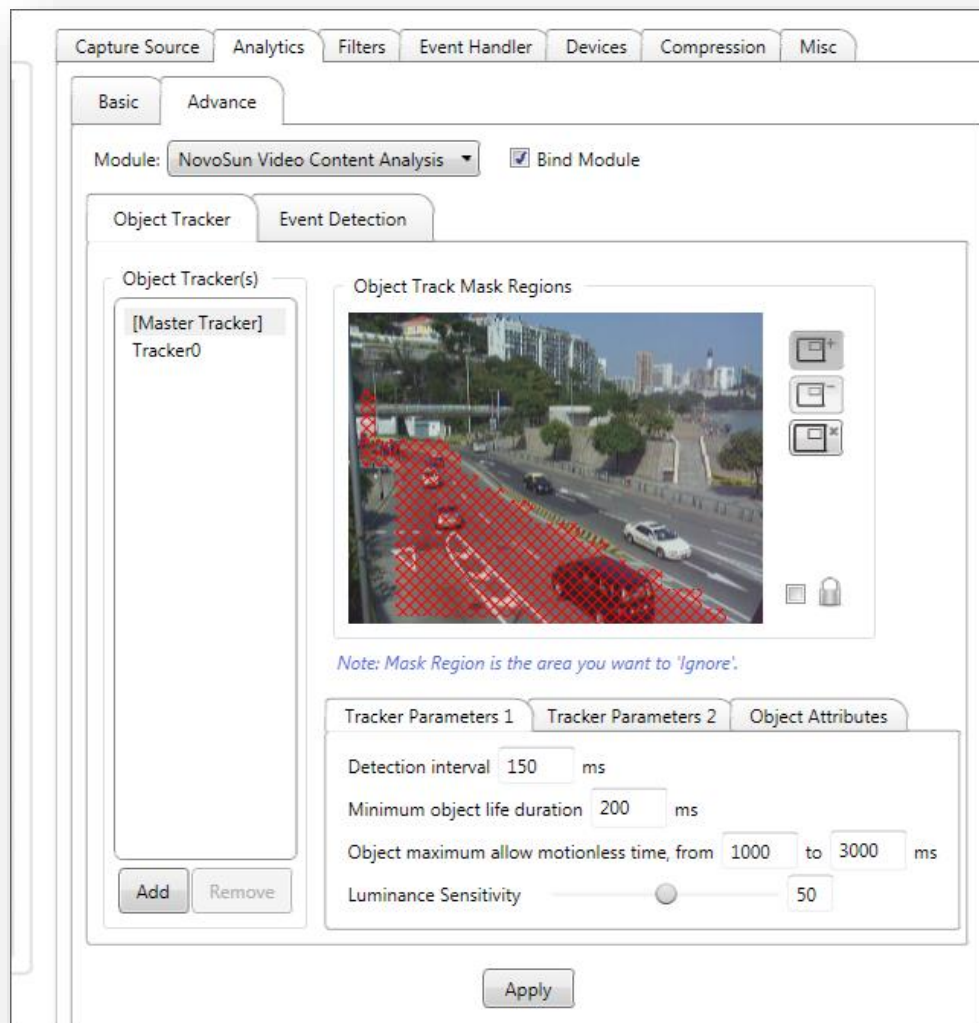 Capture Source Analytics Filters Event Handler Devices Compression Misc
Basic Advance
Module: NovoSun Video Content Analysis Bind Module
Object Tracker Event Detection
Object Tracker(s)
[Master Tracker]
Tracker0
Add Remove
Object Track Mask Regions
Note: Mask Region is the area you want to 'Ignore'.
Tracker Parameters 1 Tracker Parameters 2 Object Attributes
Detection interval 150 ms
Minimum object life duration 200 ms
Object maximum allow motionless time, from 1000 to 3000 ms
Luminance Sensitivity 50
Apply